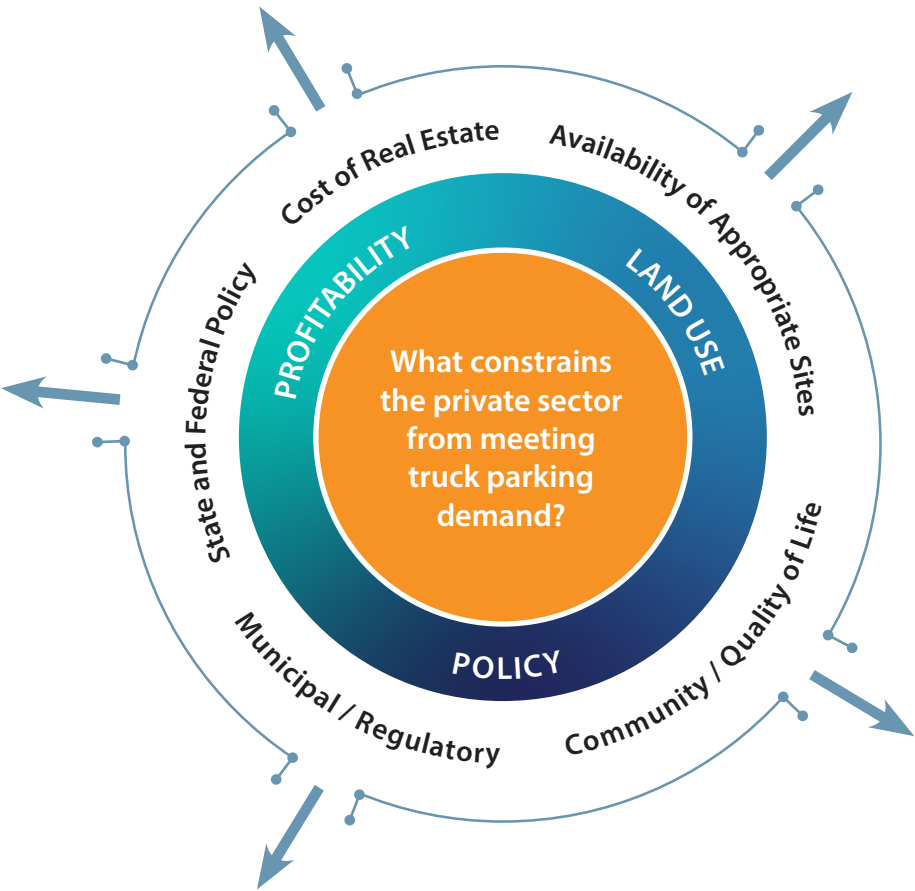 Cost of Real Estate
Availability of Appropriate Sites
PROFITABILITY
LAND USE
State and Federal Policy
What constrains
the private sector
from meeting
truck parking
demand?
POLICY
Municipal / Regulatory
Community / Quality of Life